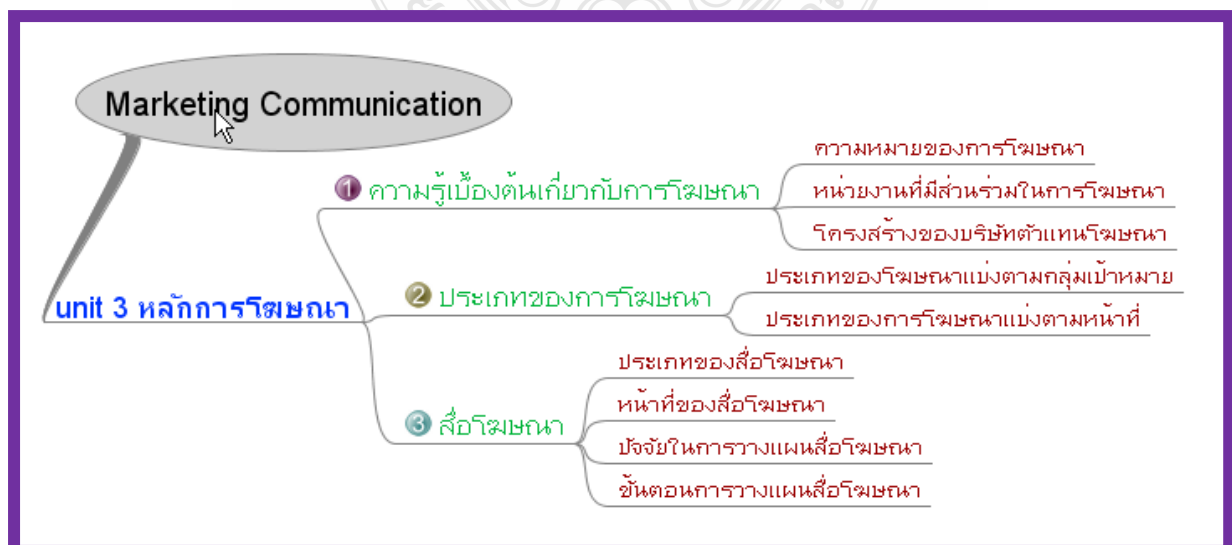 Marketing Communication
unit 3 หลักการโฆษณา
1 ความรู้เบื้องต้นเกี่ยวกับการโฆษณา
ความหมายของการโฆษณา
หน่วยงานที่มีส่วนร่วมในการโฆษณา
โครงสร้างของบริษัทตัวแทนโฆษณา
2 ประเภทของการโฆษณา
ประเภทของโฆษณาแบ่งตามกลุ่มเป้าหมาย
ประเภทของการโฆษณาแบ่งตามหน้าที่
3 สื่อโฆษณา
ประเภทของสื่อโฆษณา
หน้าที่ของสื่อโฆษณา
ปัจจัยในการวางแผนสื่อโฆษณา
ขั้นตอนการวางแผนสื่อโฆษณา